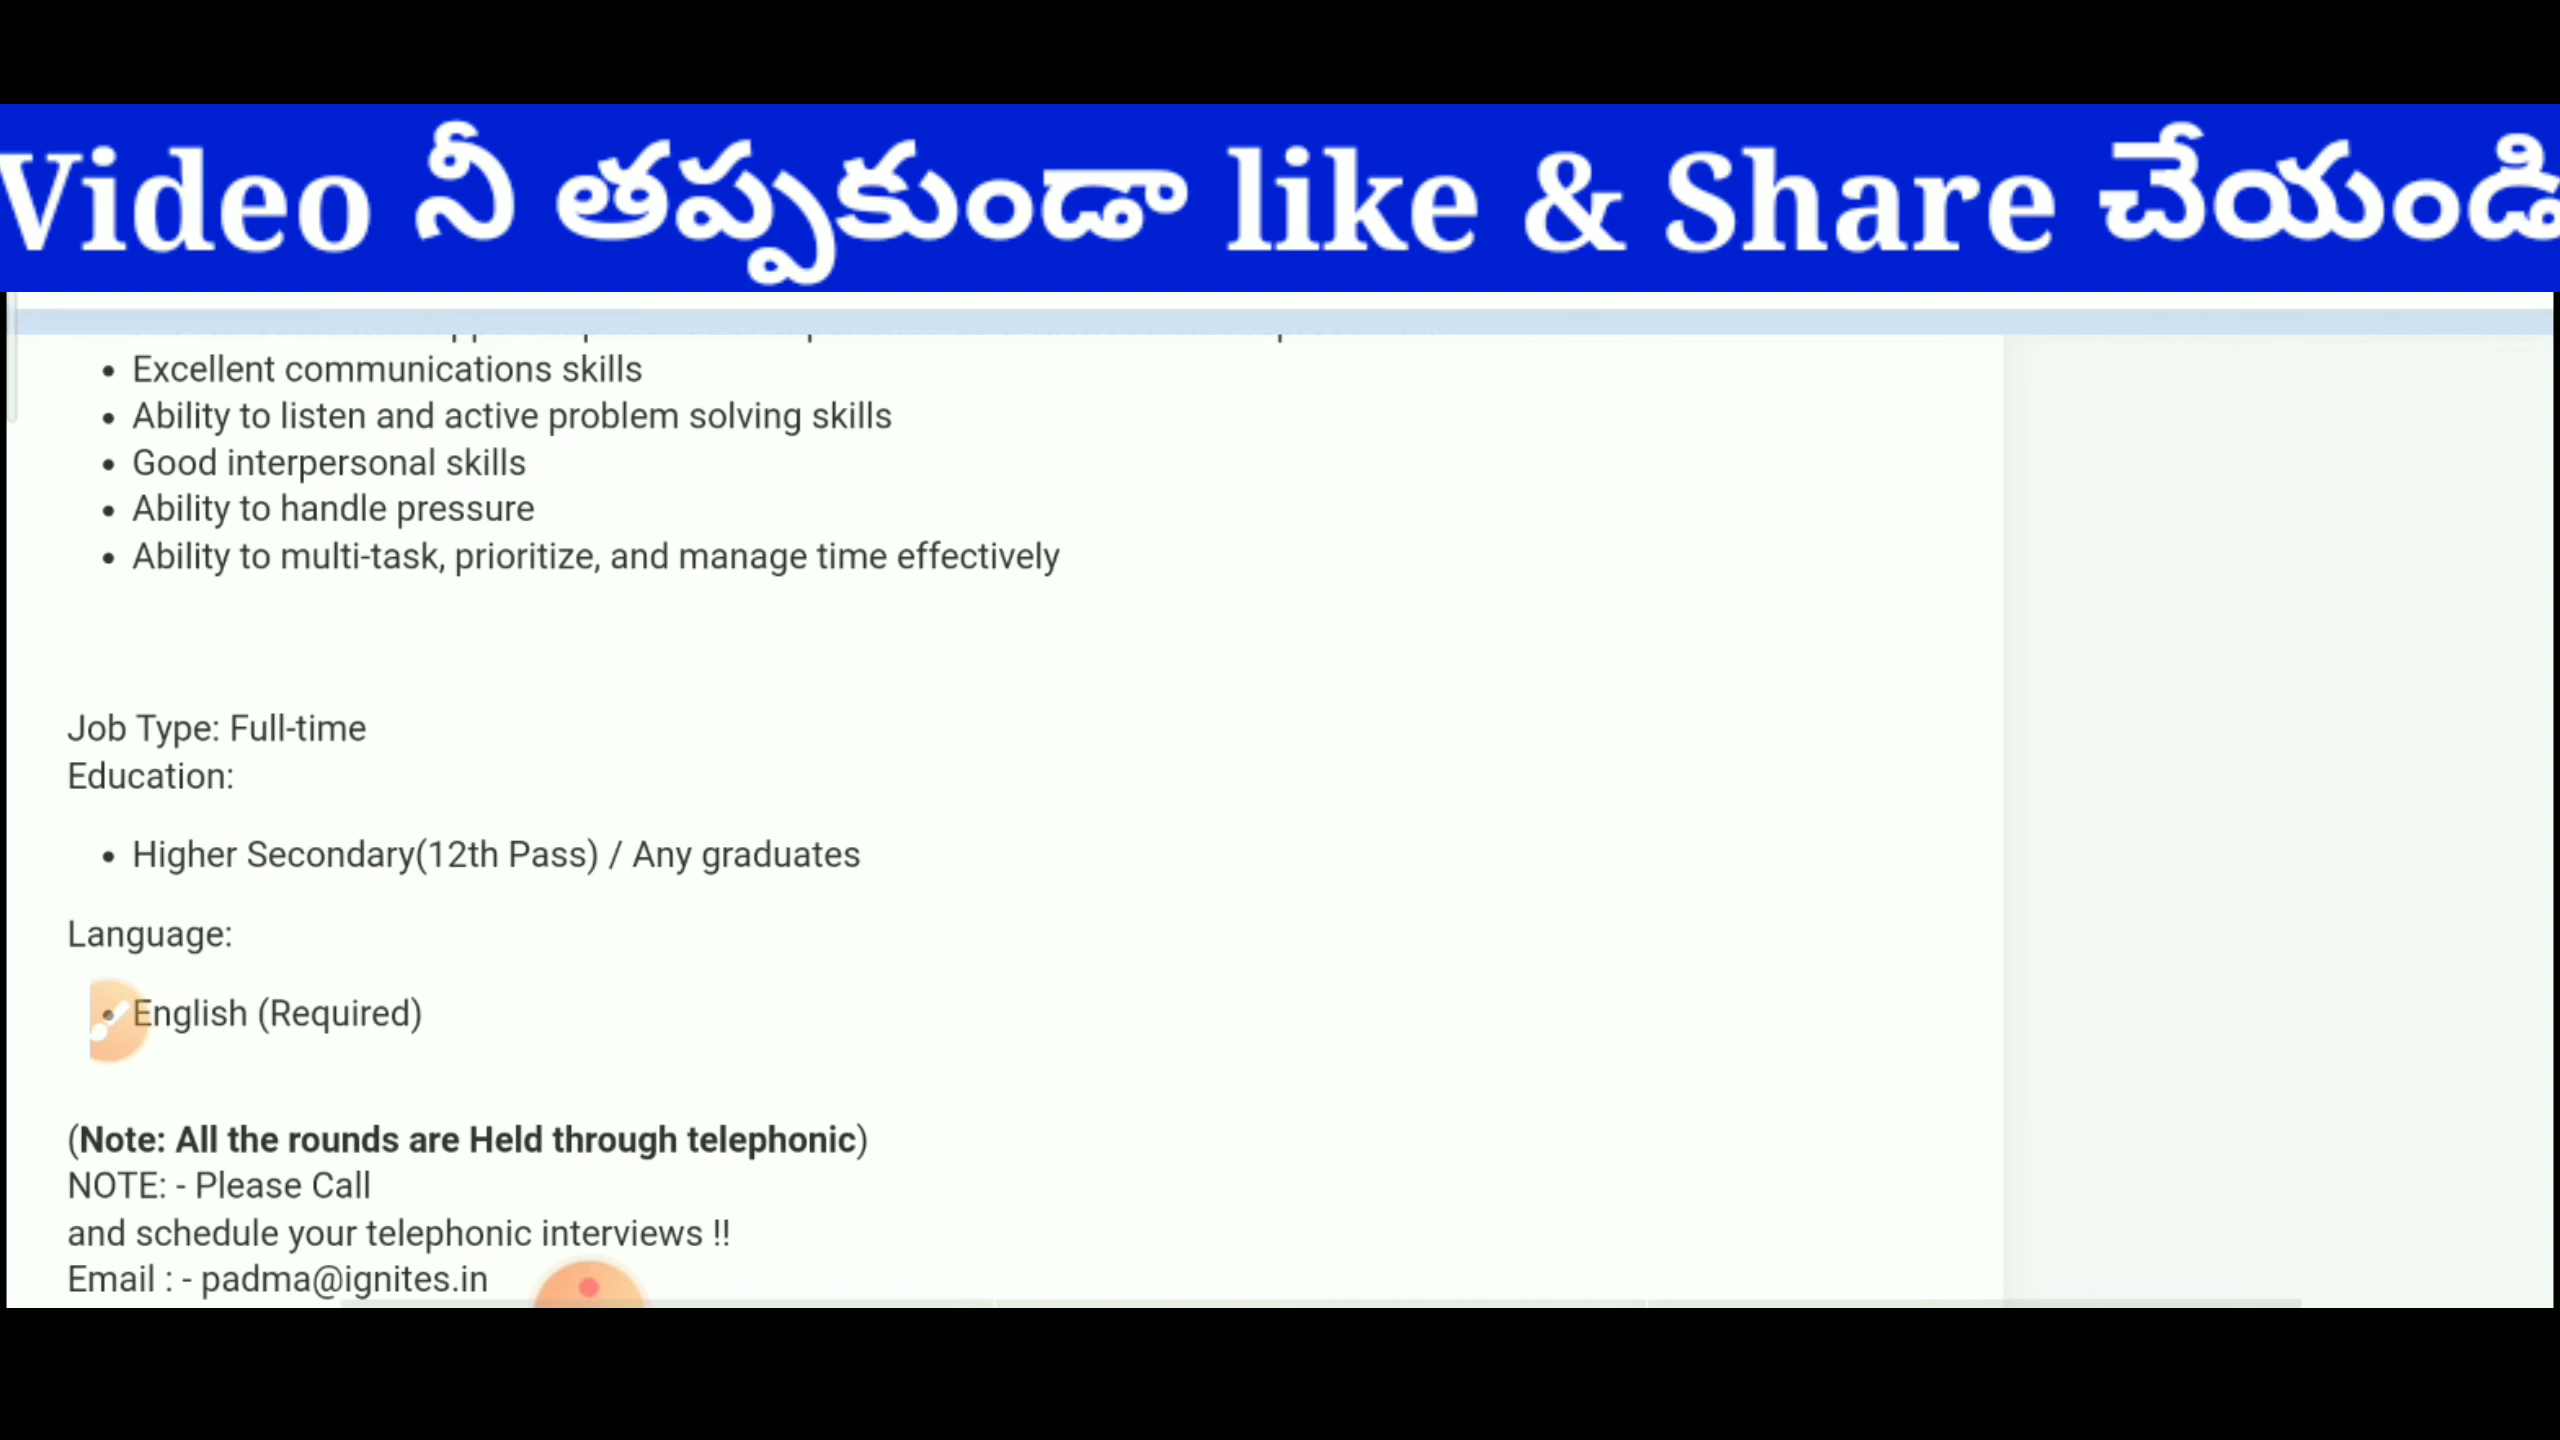 Video నీ తప్పకుండా like & Share చేయండి
• Excellent communications skills
• Ability to listen and active problem solving skills
• Good interpersonal skills
• Ability to handle pressure
• Ability to multi-task, prioritize, and manage time effectively
Job Type: Full-time
Education:
• Higher Secondary(12th Pass) / Any graduates
Language:
• English (Required)
(Note: All the rounds are Held through telephonic)
NOTE: - Please Call
and schedule your telephonic interviews !!
Email : - padma@ignites.in